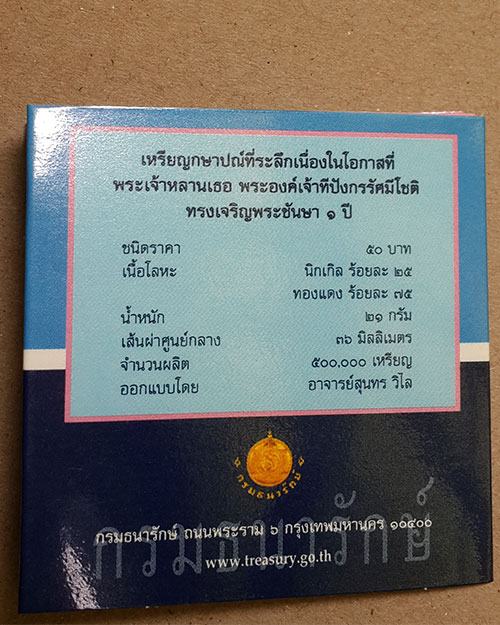 เหรียญกษาปณ์ที่ระลึกเนื่องในโอกาสที่
พระเจ้าหลานเธอ พระองค์เจ้าทีปังกรรัศมีโชติ
ทรงเจริญพระชันษา ๑ ปี
ชนิดราคา ๕๐ บาท
เนื้อโลหะ นิกเกิล ร้อยละ ๒๕
ทองแดง ร้อยละ ๗๕
น้ำหนัก ๒๑ กรัม
เส้นผ่าศูนย์กลาง ๓๖ มิลลิเมตร
จำนวนผลิต ๕๐๐,๐๐๐ เหรียญ
ออกแบบโดย อาจารย์สุนทร วิไล
กรมธนารักษ์
กรมธนารักษ์ ถนนพระราม ๖ กรุงเทพมหานคร ๑๐๔๐๐
กรมธนารักษ์
www.treasury.go.th